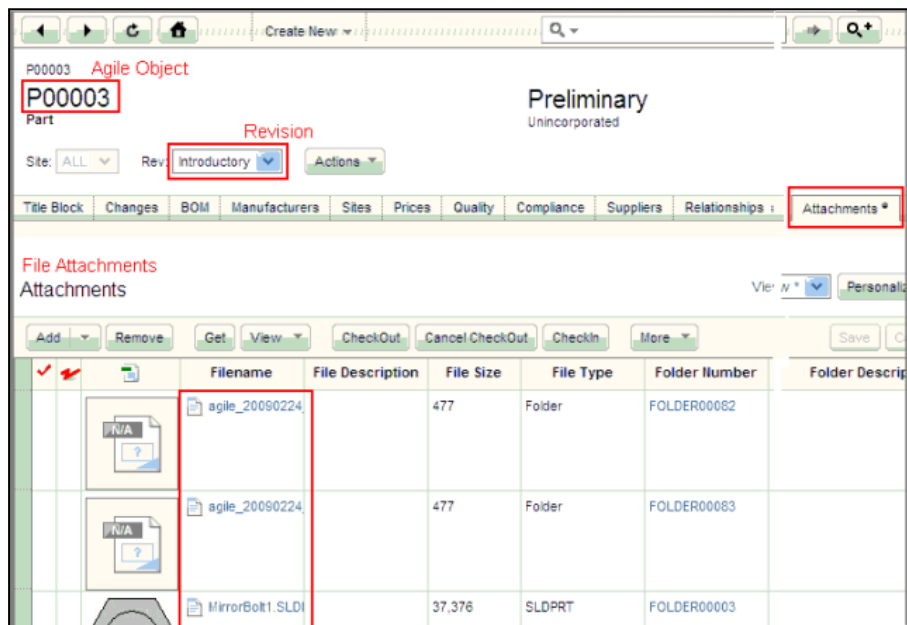 Create New
P00003 Agile Object
P00003
Preliminary
Part
Unincorporated
Revision
Site: ALL Rev: Introductory Actions
Title Block Changes BOM Manufacturers Sites Prices Quality Compliance Suppliers Relationships Attachments
File Attachments
Attachments
Personaliz
Add Remove Get View CheckOut Cancel CheckOut CheckIn More Save C
Filename File Description File Size File Type Folder Number Folder Descrip
N/A agile_20090224_ 477 Folder FOLDER00082
?
N/A agile_20090224_ 477 Folder FOLDER00083
?
MirrorBolt1.SLD 37,376 SLDPRT FOLDER00003